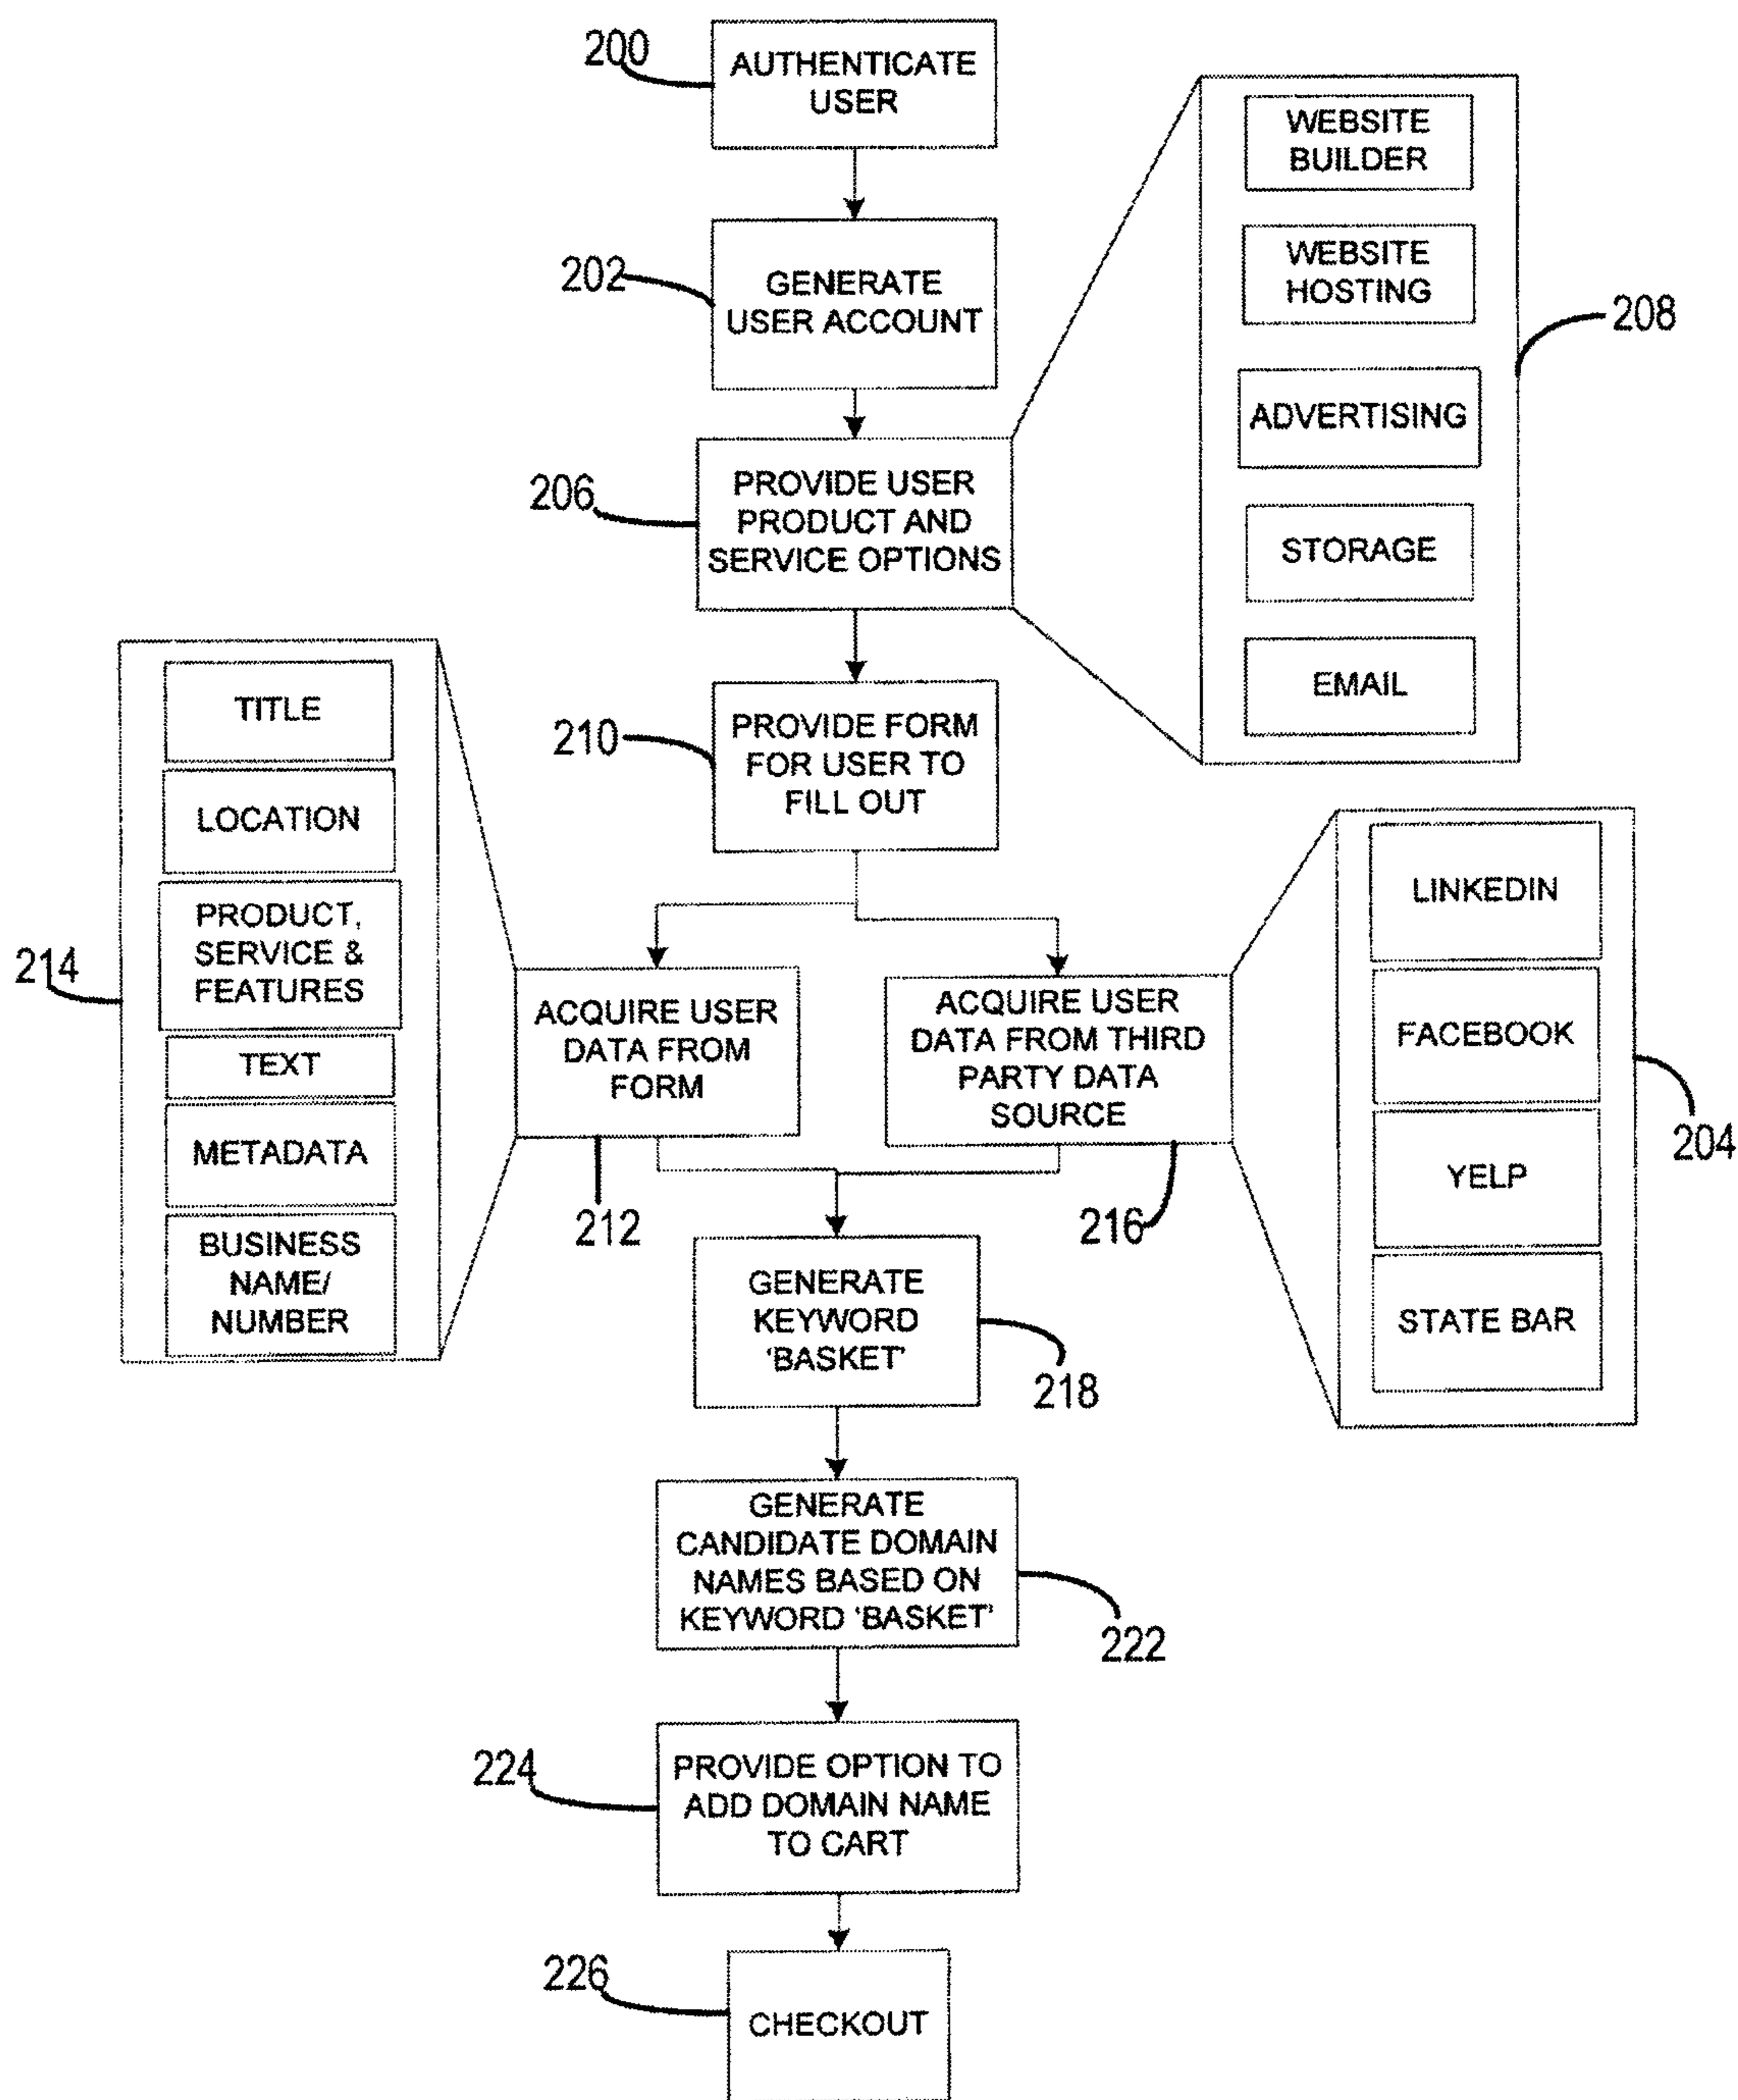 200
AUTHENTICATE
USER
202
GENERATE
USER ACCOUNT
206
PROVIDE USER
PRODUCT AND
SERVICE OPTIONS
WEBSITE
BUILDER
WEBSITE
HOSTING
ADVERTISING
STORAGE
EMAIL
208
210
PROVIDE FORM
FOR USER TO
FILL OUT
214
TITLE
LOCATION
PRODUCT,
SERVICE &
FEATURES
TEXT
METADATA
BUSINESS
NAME/
NUMBER
ACQUIRE USER
DATA FROM
FORM
212
ACQUIRE USER
DATA FROM THIRD
PARTY DATA
SOURCE
216
LINKEDIN
FACEBOOK
YELP
STATE BAR
204
GENERATE
KEYWORD
‘BASKET’
218
GENERATE
CANDIDATE DOMAIN
NAMES BASED ON
KEYWORD ‘BASKET’
222
224
PROVIDE OPTION TO
ADD DOMAIN NAME
TO CART
226
CHECKOUT